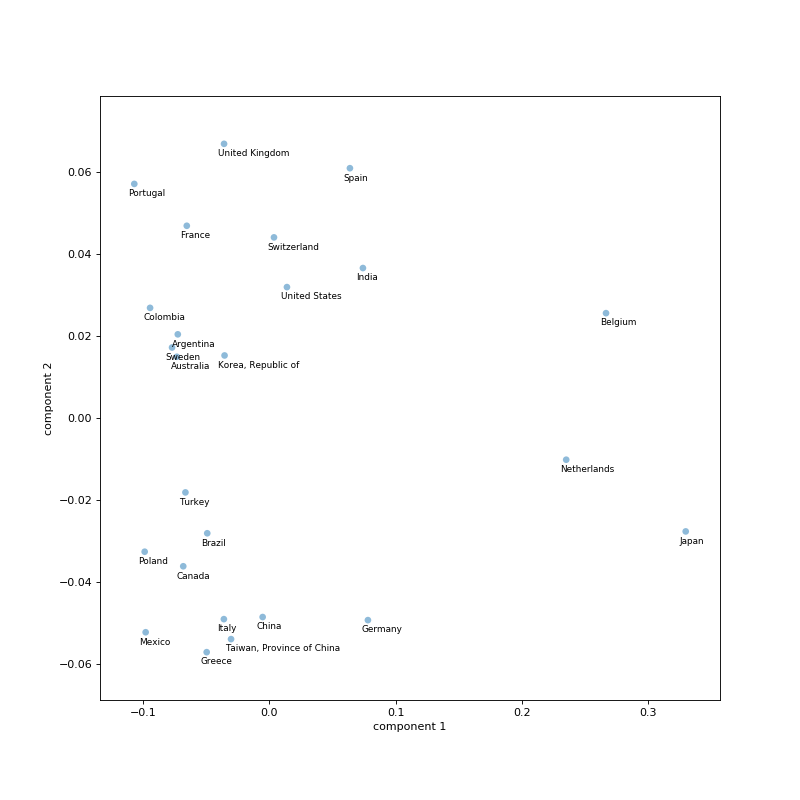 United Kingdom
0.06
Spain
Portugal
France
Switzerland
0.04
India
United States
Colombia
Belgium
0.02
Argentina
Sweden
Australia
Korea, Republic of
component 2
0.00
Netherlands
−0.02
Turkey
Brazil
Japan
Poland
Canada
−0.04
Italy
China
Germany
Mexico
Taiwan, Province of China
Greece
−0.06
−0.1 0.0 0.1 0.2 0.3
component 1